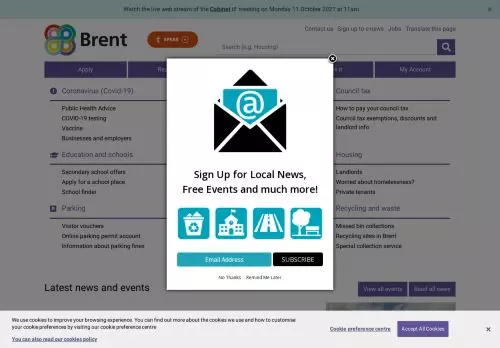 Watch the live web stream of the Cabinet meeting on Monday 11 October 2021 at 11am
×
Contact us Sign up to e-news Jobs Translate this page
Brent
SPEAK
Search (e.g. Housing)
Apply
My Account
Coronavirus (Covid-19)
Public Health Advice
COVID-19 testing
Vaccine
Businesses and employers
Council tax
How to pay your council tax
Council tax exemptions, discounts and
landlord info
Education and schools
Secondary school offers
Apply for a school place
School finder
Housing
Landlords
Worried about homelessness?
Private tenants
Parking
Visitor vouchers
Online parking permit account
Information about parking fines
Recycling and waste
Missed bin collections
Recycling sites in Brent
Special collection service
@
Sign Up for Local News,
Free Events and much more!
Email Address
SUBSCRIBE
No Thanks Remind Me Later
Latest news and events
View all events
Read all news
We use cookies to improve your browsing experience. You can find out more about the cookies we use and how to customise
your cookie preferences by visiting our cookie preference centre
You can also read our cookies policy
Cookie preference centre
Accept All Cookies
×